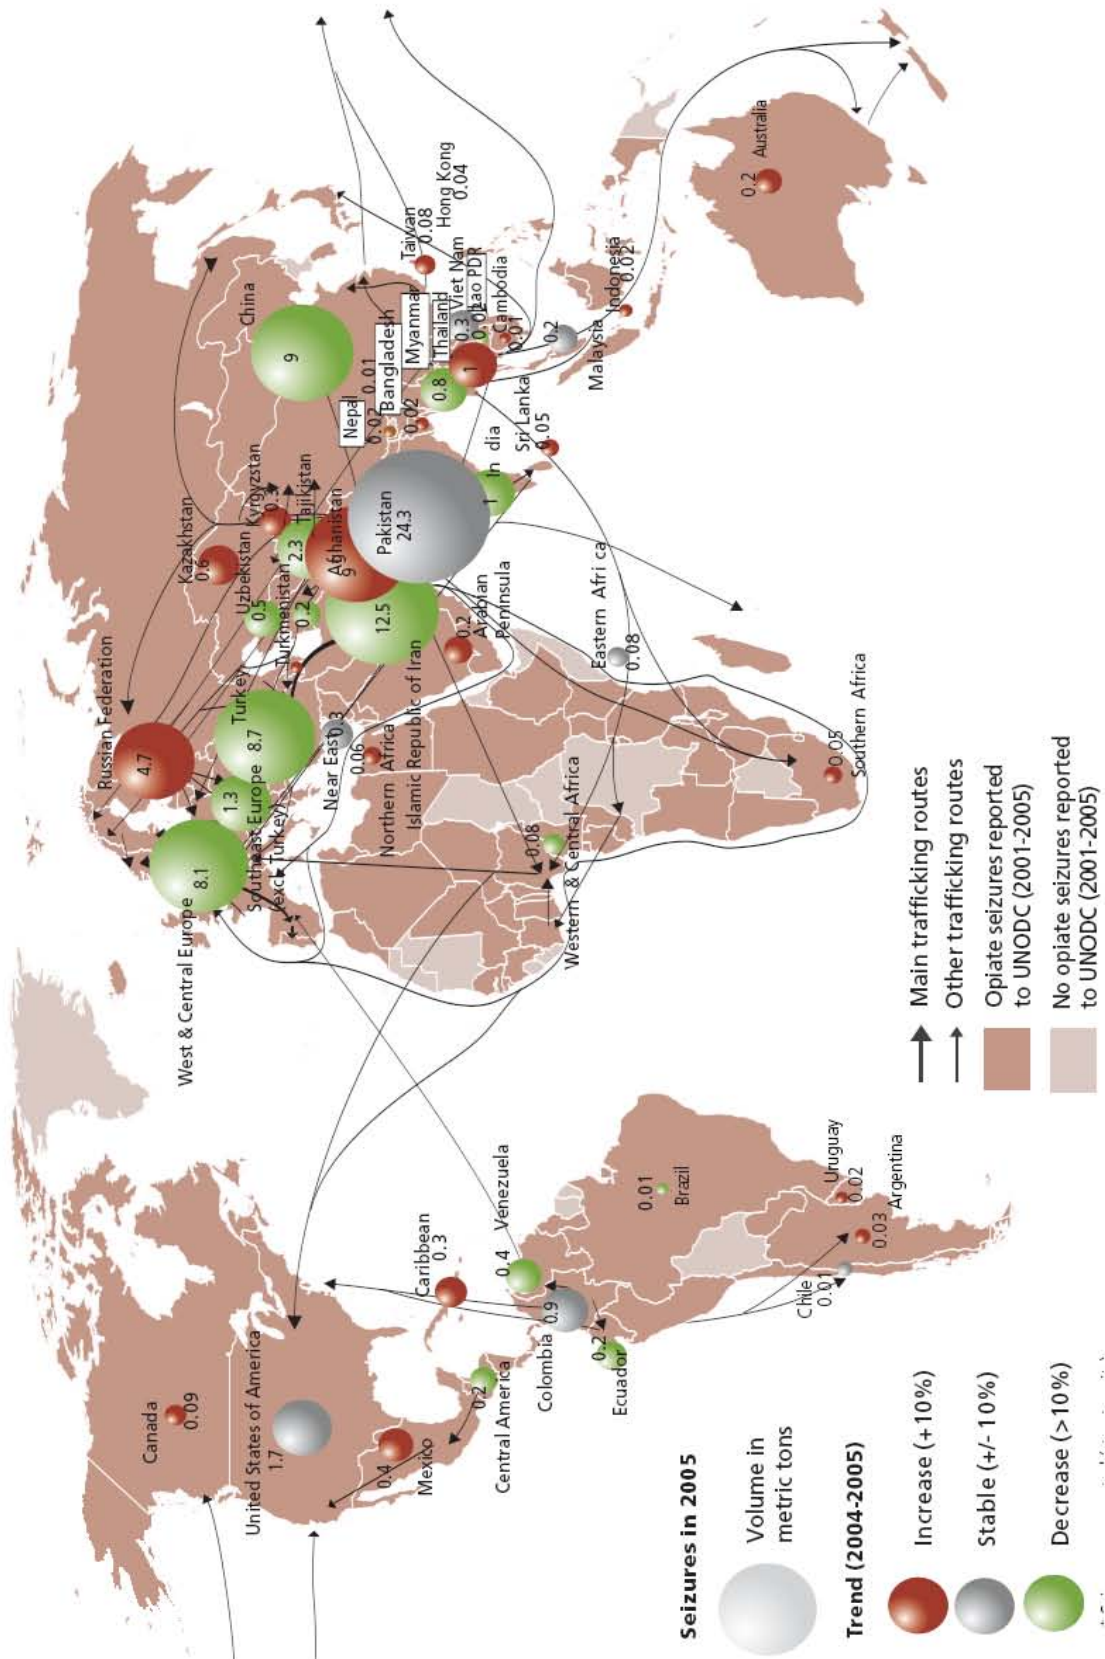 Canada
0.09
United States of America
1.7
0.4
Mexico
0.2
Central America
Caribbean
0.3
0.4
Venezuela
Colombia
0.9
0.2
Ecuador
0.01
Brazil
Uruguay
0.02
Argentina
0.03
Chile
0.01
West & Central Europe
8.1
Southeast Europe
(excl. Turkey)
1.3
Russian Federation
4.7
Turkey
8.7
Near East
0.3
0.06
Northern Africa
Islamic Republic of Iran
12.5
0.2
Arabian
Peninsula
Western & Central Africa
0.08
Eastern Afri ca
0.08
0.05
Southern Africa
Kazakhstan
0.6
Uzbekistan
0.5
Turkmenistan
0.2
Kyrgyzstan
0.3
Tajikistan
2.3
Afghanistan
9
Pakistan
24.3
In dia
1
Sri Lanka
0.05
China
9
Nepal
0.02
Bangladesh
0.01
0.02
Myanmar
0.8
Thailand
1
Viet Nam
0.3
Lao PDR
0.02
Cambodia
0.01
Taiwan
0.08
Hong Kong
0.04
0.2
Malaysia
Indonesia
0.02
0.2
Australia
Seizures in 2005
Volume in
metric tons
Trend (2004-2005)
Increase (+10%)
Stable (+/- 10%)
Decrease (>10%)
Main trafficking routes
Other trafficking routes
Opiate seizures reported
to UNODC (2001-2005)
No opiate seizures reported
to UNODC (2001-2005)